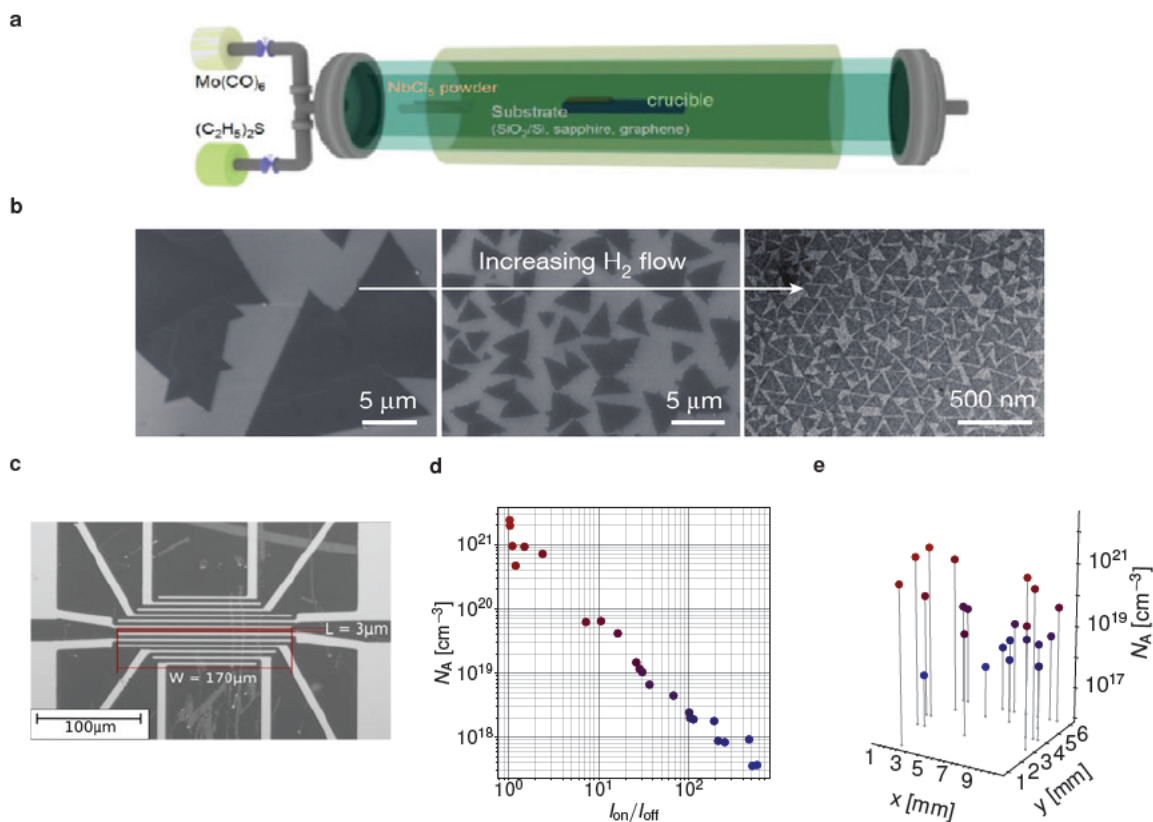 a
Mo(CO)6
(C2H5)2S
NbCl5 powder
Substrate
(SiO2/Si, sapphire, graphene)
crucible
b
Increasing H2 flow
5 μm
5 μm
500 nm
c
L = 3μm
W = 170μm
100μm
d
NA [cm–3]
10^21
10^20
10^19
10^18
10^0
10^1
10^2
Ion/Ioff
e
10^21
10^19
10^17
NA [cm–3]
1 3 5 7 9
x [mm]
1 2 3 4 5 6
y [mm]